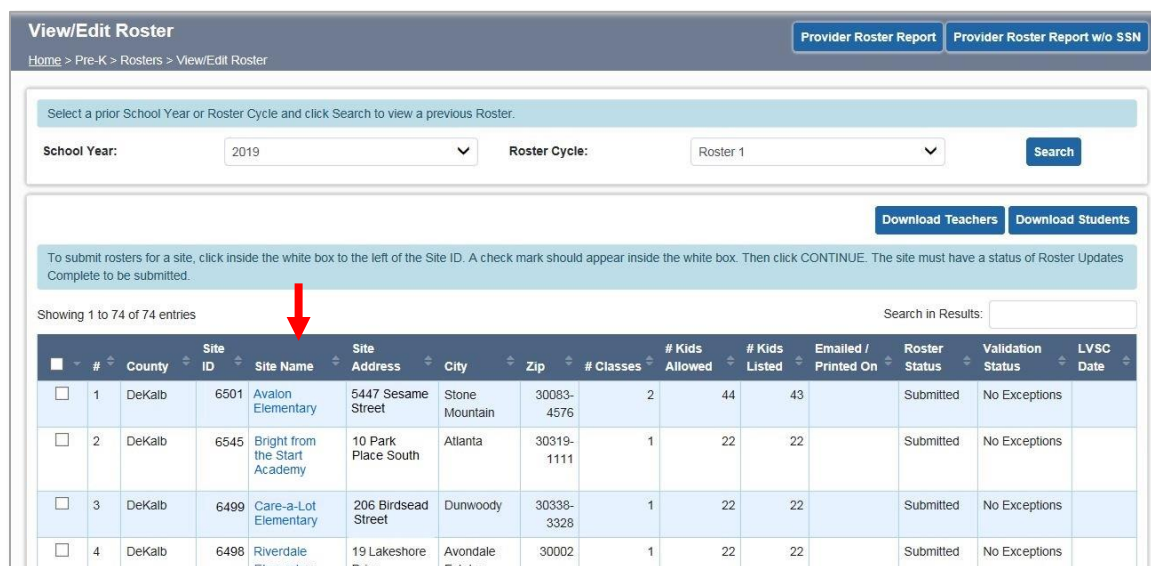 View/Edit Roster
Provider Roster Report
Provider Roster Report w/o SSN
Home > Pre-K > Rosters > View/Edit Roster
Select a prior School Year or Roster Cycle and click Search to view a previous Roster.
School Year: 2019 Roster Cycle: Roster 1 Search
Download Teachers Download Students
To submit rosters for a site, click inside the white box to the left of the Site ID. A check mark should appear inside the white box. Then click CONTINUE. The site must have a status of Roster Updates
Complete to be submitted.
Showing 1 to 74 of 74 entries Search in Results:
Site Site # Kids # Kids Emailed / Roster Validation LVSC
# County ID Site Name Address City Zip # Classes Allowed Listed Printed On Status Status Date
1 DeKalb 6501 Avalon 5447 Sesame Stone 30083- 2 44 43 Submitted No Exceptions
Elementary Street Mountain 4576
2 DeKalb 6545 Bright from 10 Park Atlanta 30319- 1 22 22 Submitted No Exceptions
the Start Place South 1111
Academy
3 DeKalb 6499 Care-a-Lot 206 Birdsead Dunwoody 30338- 1 22 22 Submitted No Exceptions
Elementary Street 3328
4 DeKalb 6498 Riverdale 19 Lakeshore Avondale 30002 1 22 22 Submitted No Exceptions